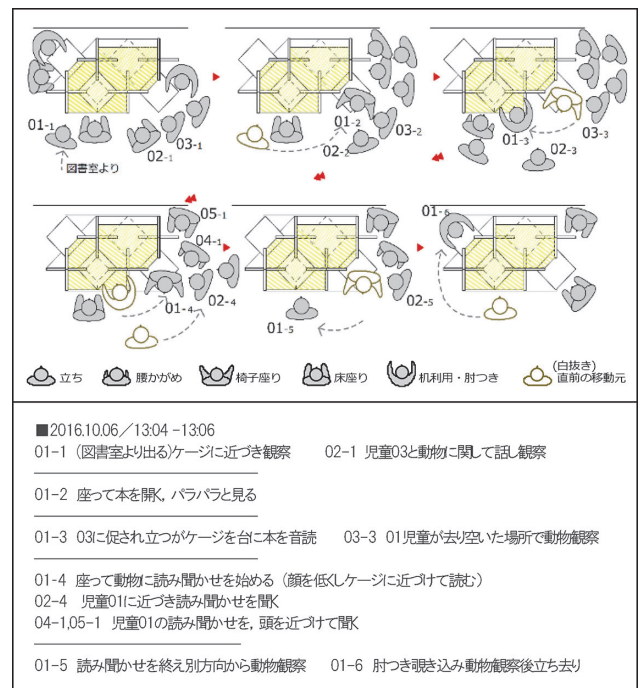 01-1
02-1
03-1
図書室より
01-2
02-2
03-2
01-3
02-3
03-3
05-1
04-1
01-4
02-4
01-5
02-5
01-6
立ち 腰かがめ 椅子座り 床座り 机利用・肘つき (白抜き)直前の移動元
■2016.10.06／13:04 -13:06
01-1 (図書室より出る)ケージに近づき観察 02-1 児童03と動物に関して話し観察
01-2 座って本を開く, パラパラと見る
01-3 03に促され立つがケージを台に本を音読 03-3 01児童が去り空いた場所で動物観察
01-4 座って動物に読み聞かせを始める (顔を低くしケージに近づけて読む)
02-4 児童01に近づき読み聞かせを聞く
04-1,05-1 児童01の読み聞かせを, 頭を近づけて聞く
01-5 読み聞かせを終え別方向から動物観察 01-6 肘つき覗き込み動物観察後立ち去り